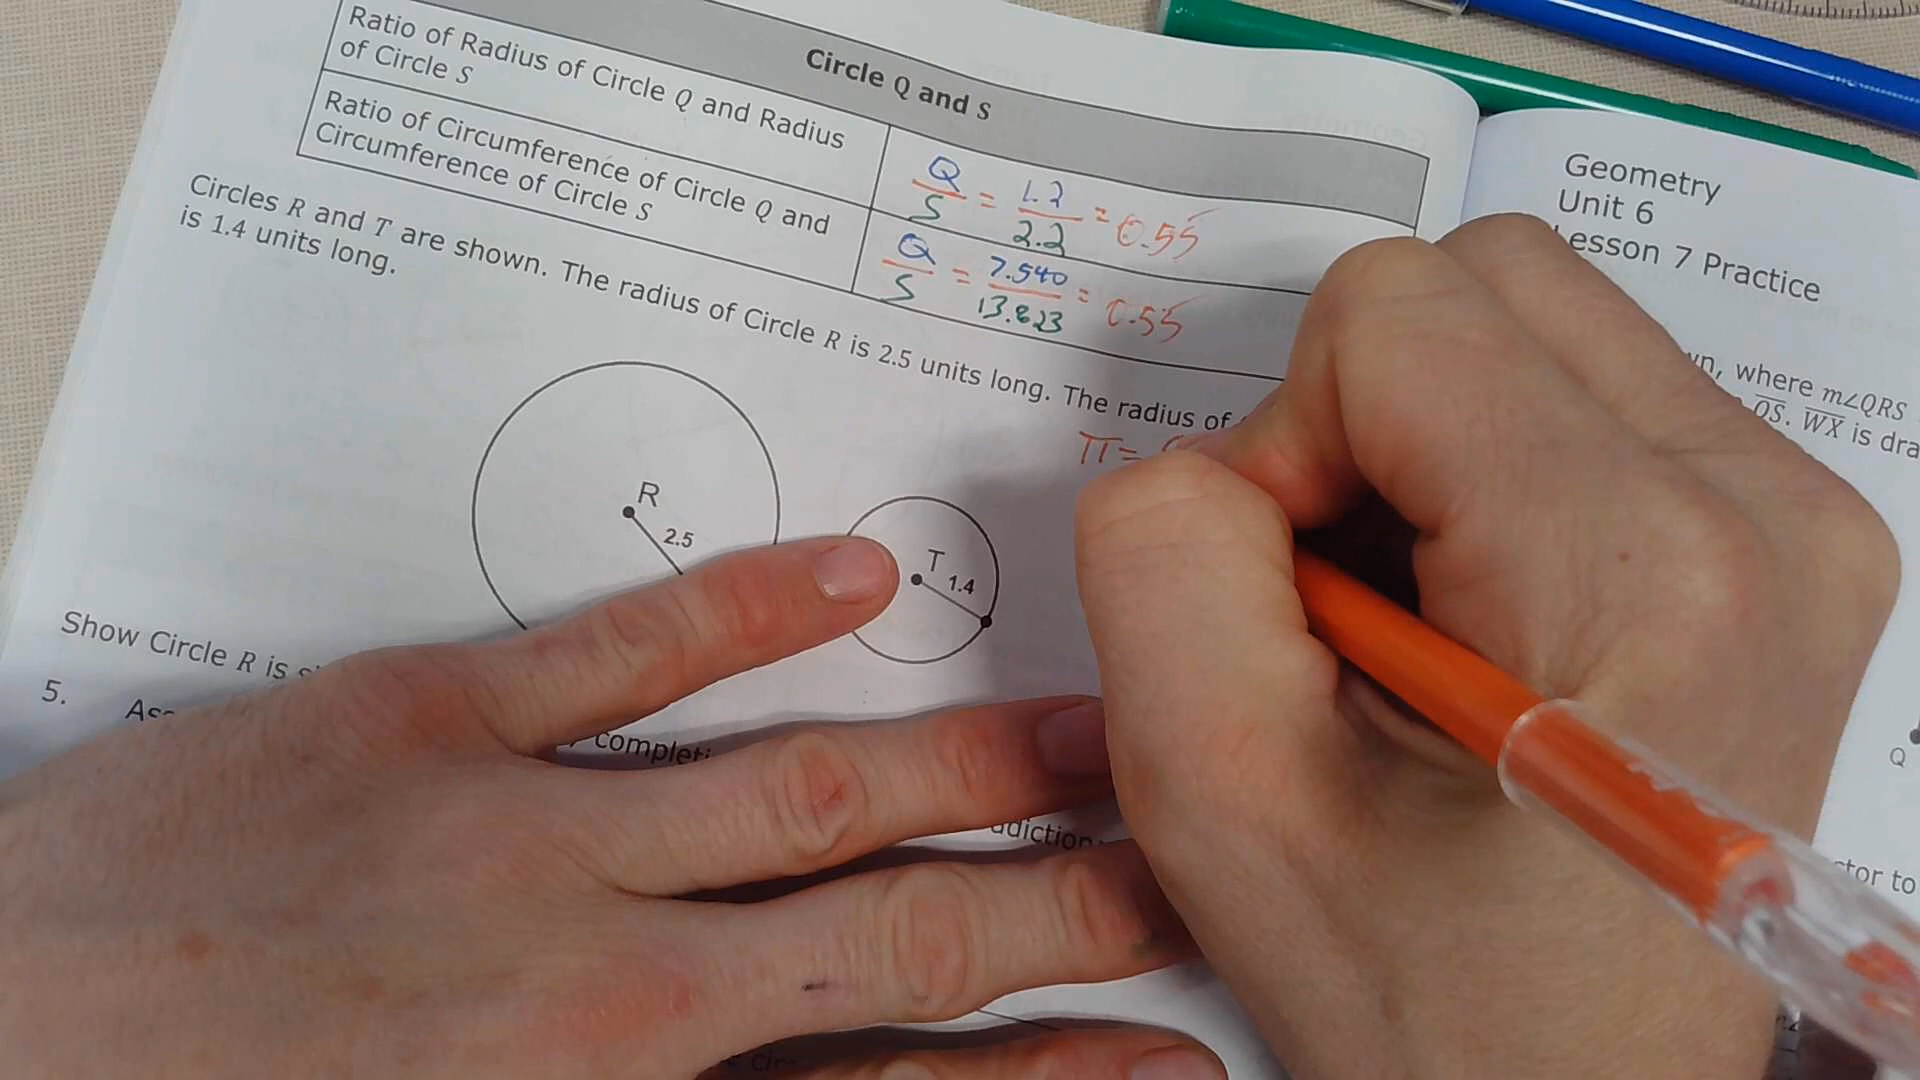 Circle Q and S
Ratio of Radius of Circle Q and Radius
of Circle S
Q/S = 1.2/2.2 = 0.55
Ratio of Circumference of Circle Q and
Circumference of Circle S
Q/S = 7.540/13.823 = 0.55
Circles R and T are shown. The radius of Circle R is 2.5 units long. The radius of
is 1.4 units long.
π =
R
2.5
T
1.4
Show Circle R is
5.
completi
adiction
Geometry
Unit 6
Lesson 7 Practice
where m∠QRS
QS. WX is dra
Q
tor to